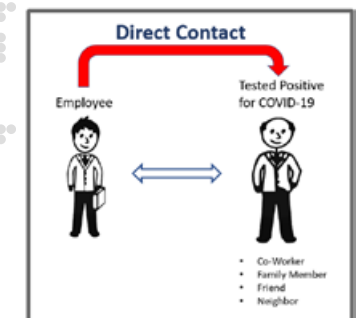 Direct Contact
Employee
Tested Positive
for COVID-19
• Co-Worker
• Family Member
• Friend
• Neighbor